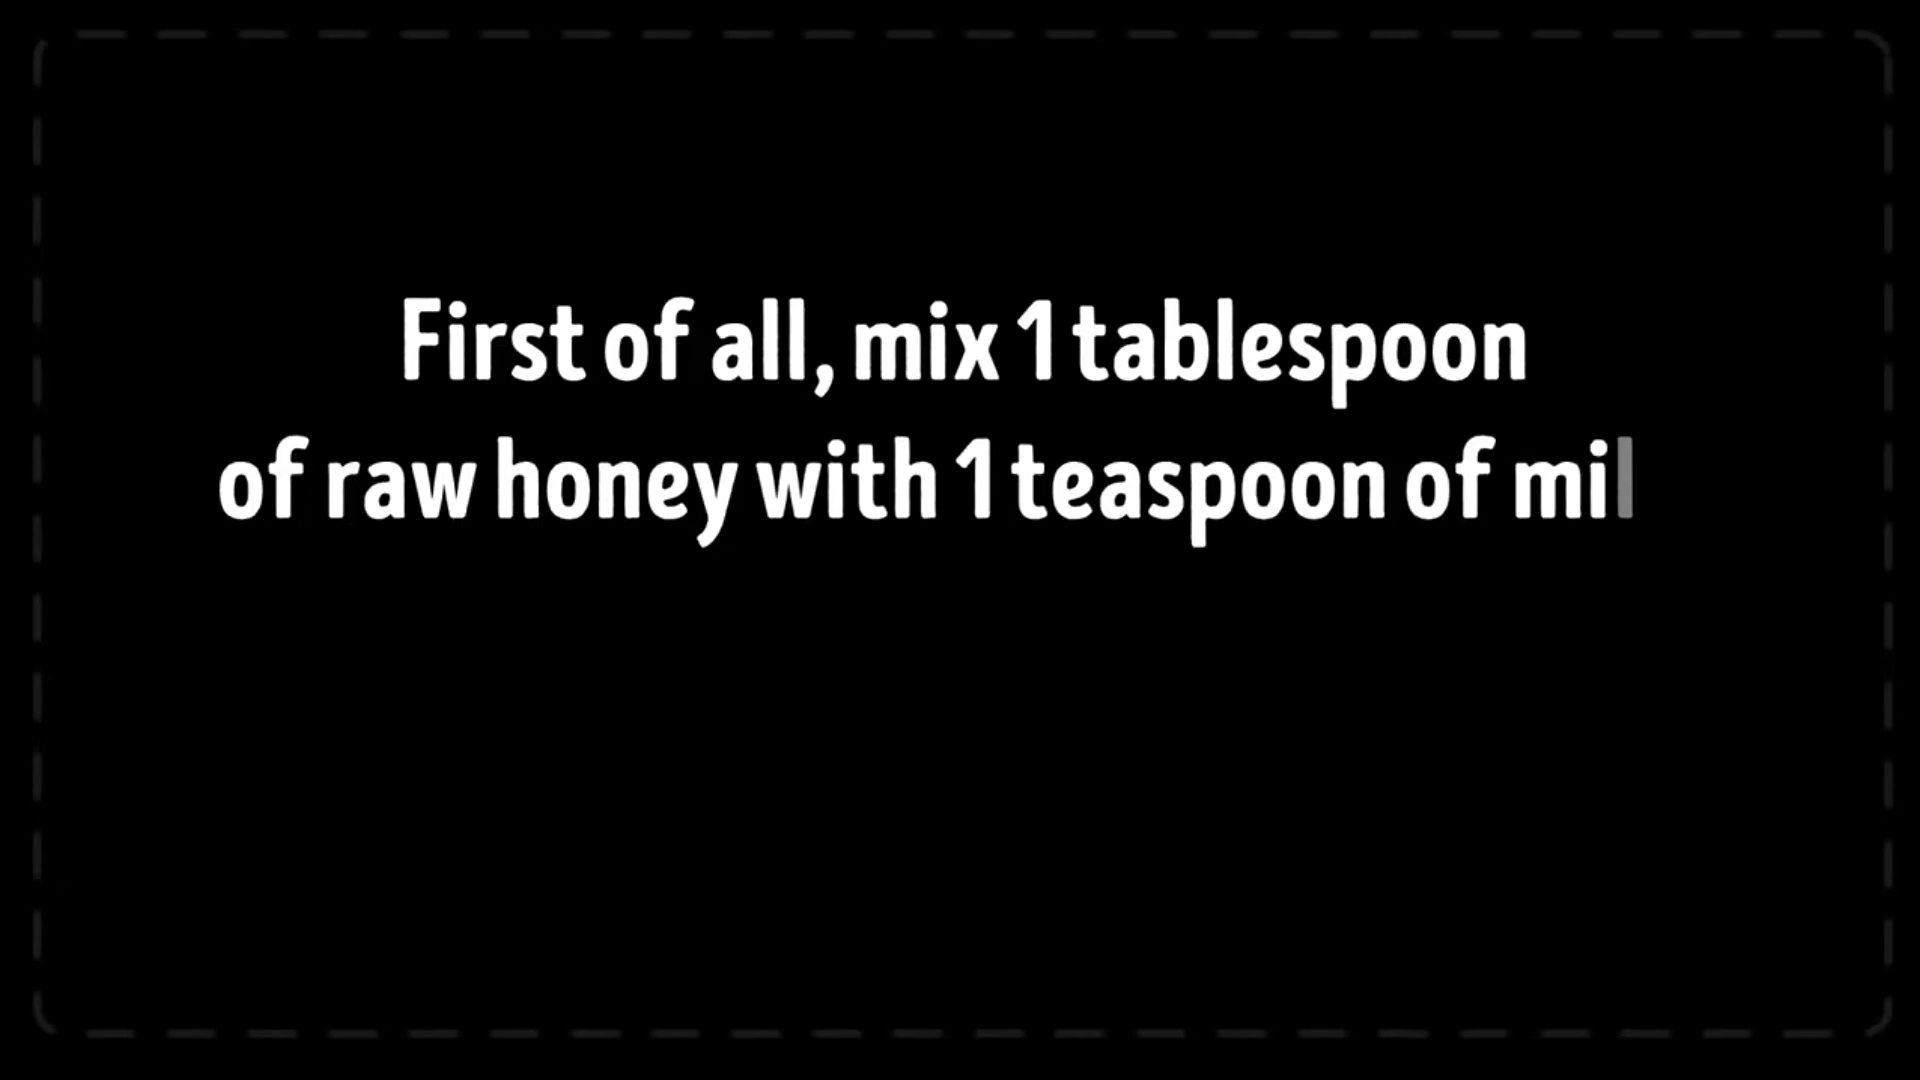 First of all, mix 1 tablespoon
of raw honey with 1 teaspoon of mil